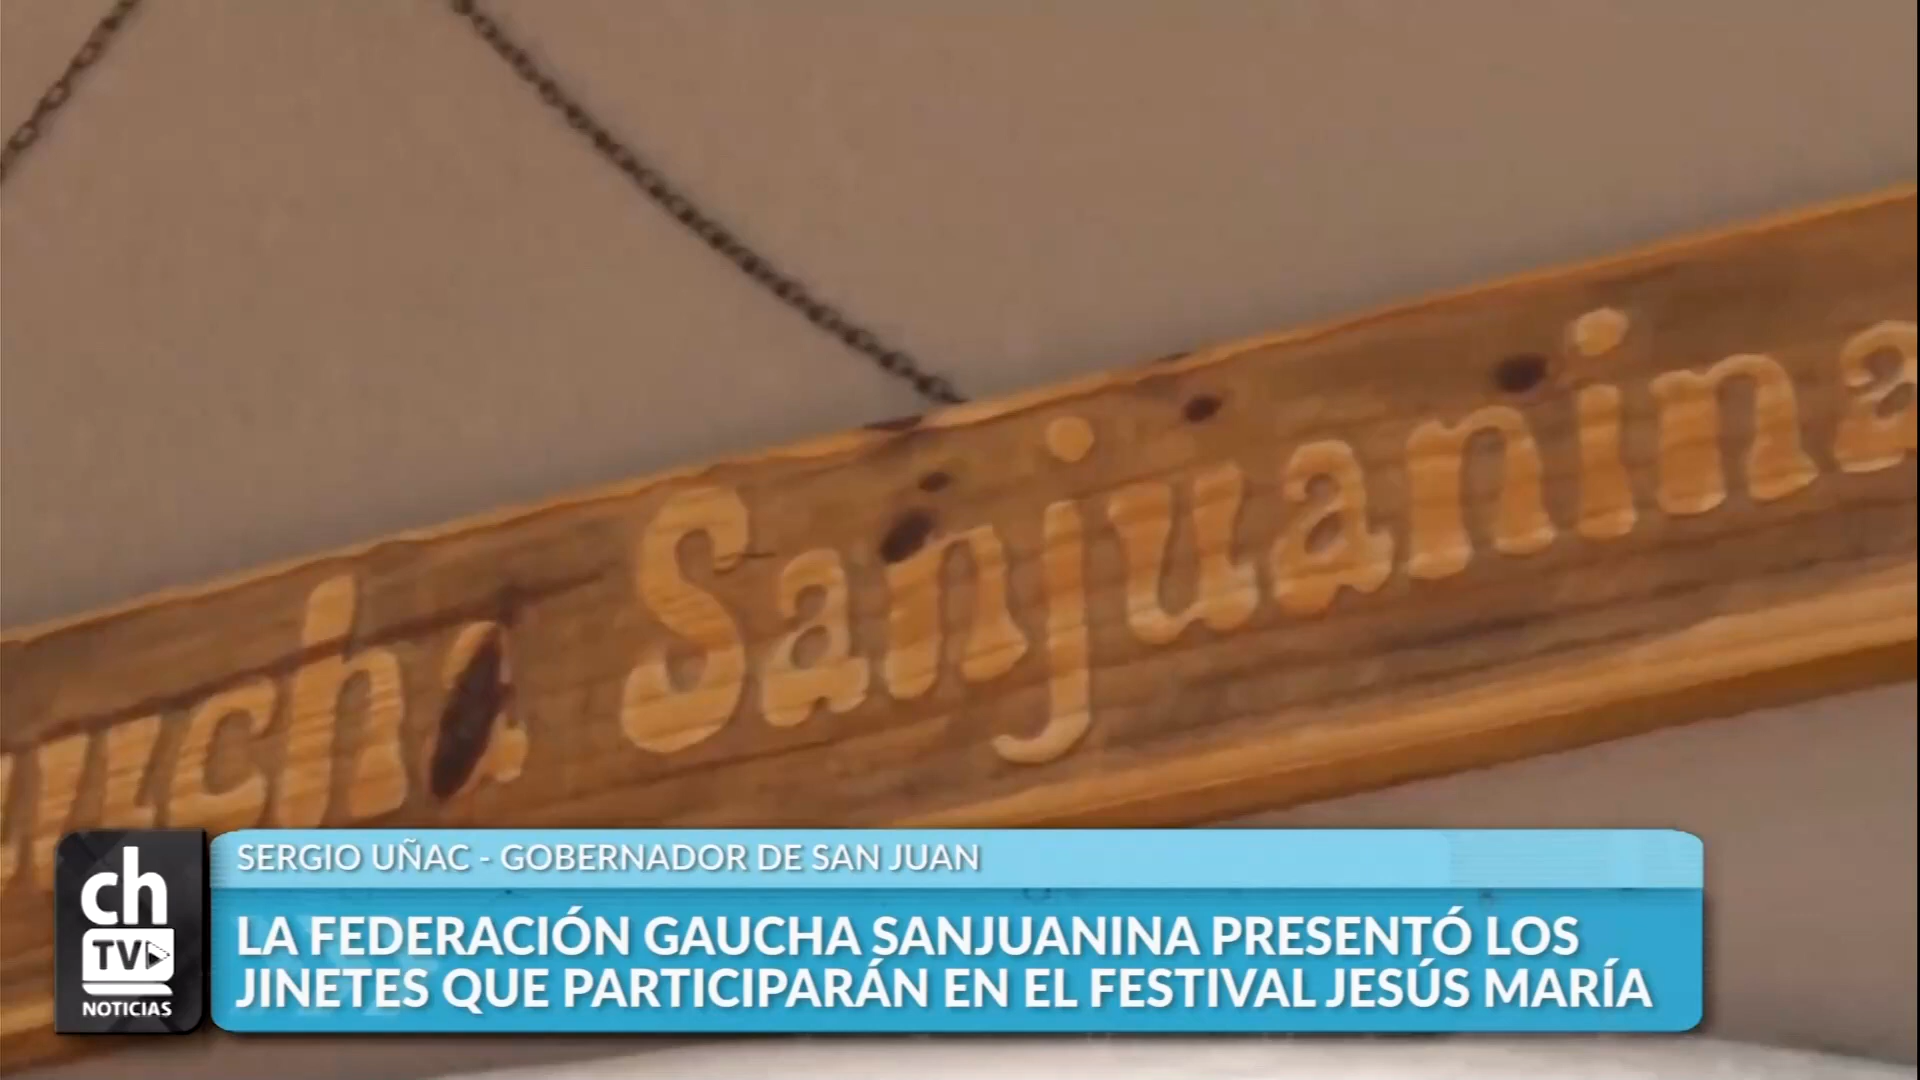 Sanjuanina
ch
TV
NOTICIAS
SERGIO UÑAC - GOBERNADOR DE SAN JUAN
LA FEDERACIÓN GAUCHA SANJUANINA PRESENTÓ LOS
JINETES QUE PARTICIPARÁN EN EL FESTIVAL JESÚS MARÍA